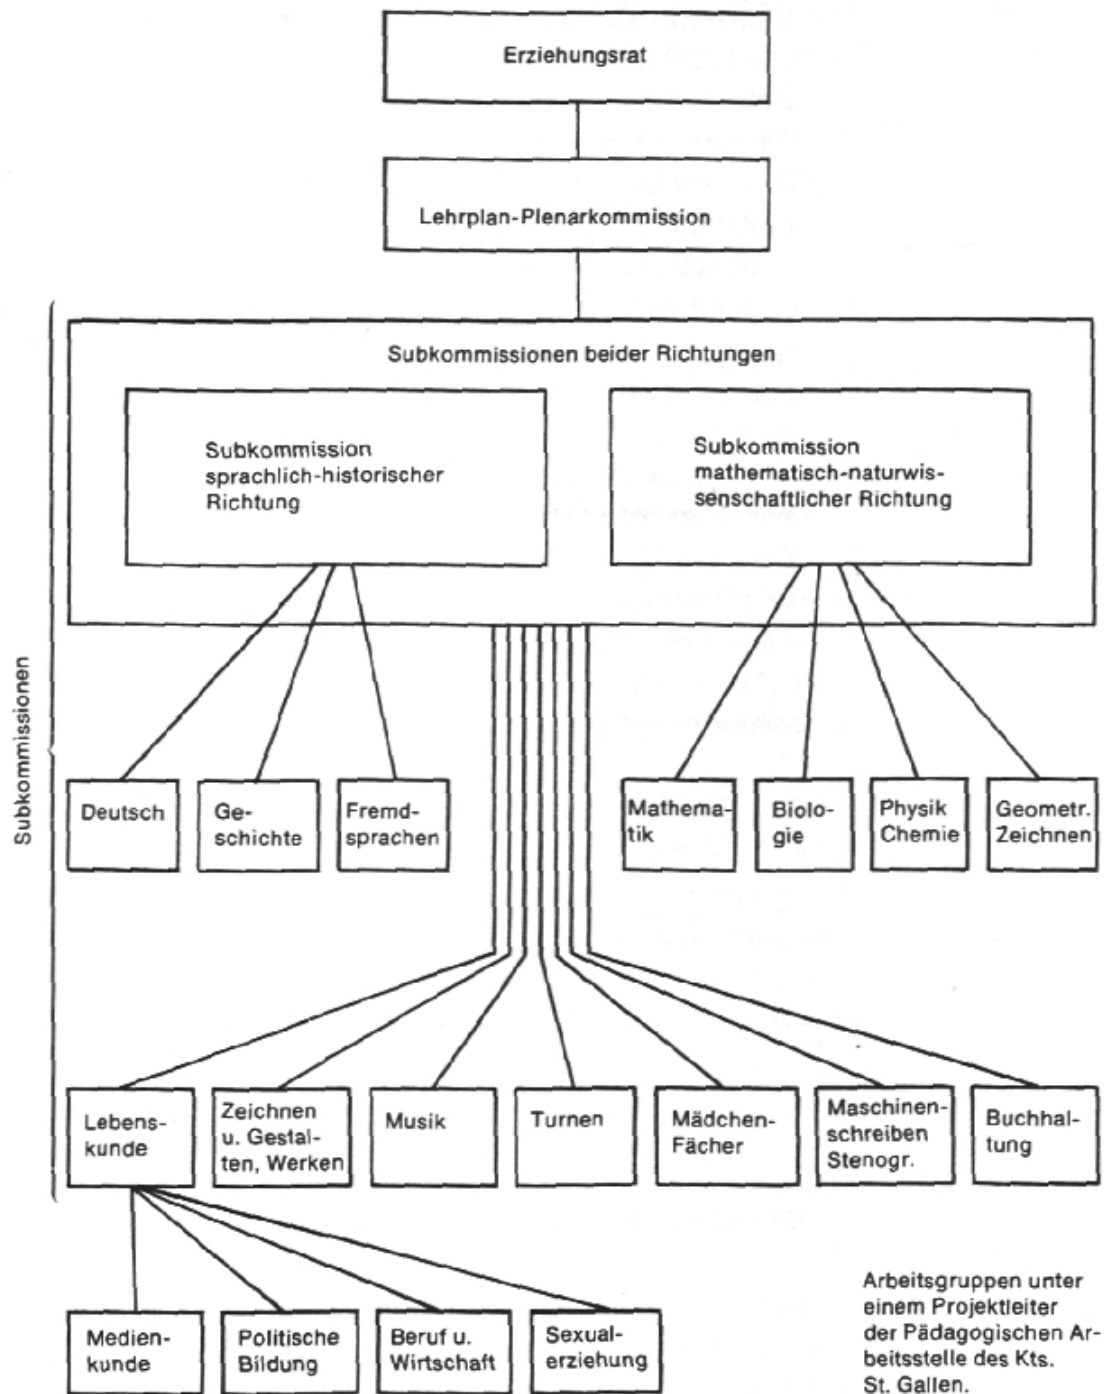 Erziehungsrat
Lehrplan-Plenarkommission
Subkommissionen beider Richtungen
Subkommission
sprachlich-historischer
Richtung
Subkommission
mathematisch-naturwis-
senschaftlicher Richtung
Subkommissionen
Deutsch
Ge-
schichte
Fremd-
sprachen
Mathema-
tik
Biolo-
gie
Physik
Chemie
Geometr.
Zeichnen
Lebens-
kunde
Zeichnen
u. Gestal-
ten, Werken
Musik
Turnen
Mädchen-
Fächer
Maschinen-
schreiben
Stenogr.
Buchhal-
tung
Medien-
kunde
Politische
Bildung
Beruf u.
Wirtschaft
Sexual-
erziehung
Arbeitsgruppen unter
einem Projektleiter
der Pädagogischen Ar-
beitsstelle des Kts.
St. Gallen.